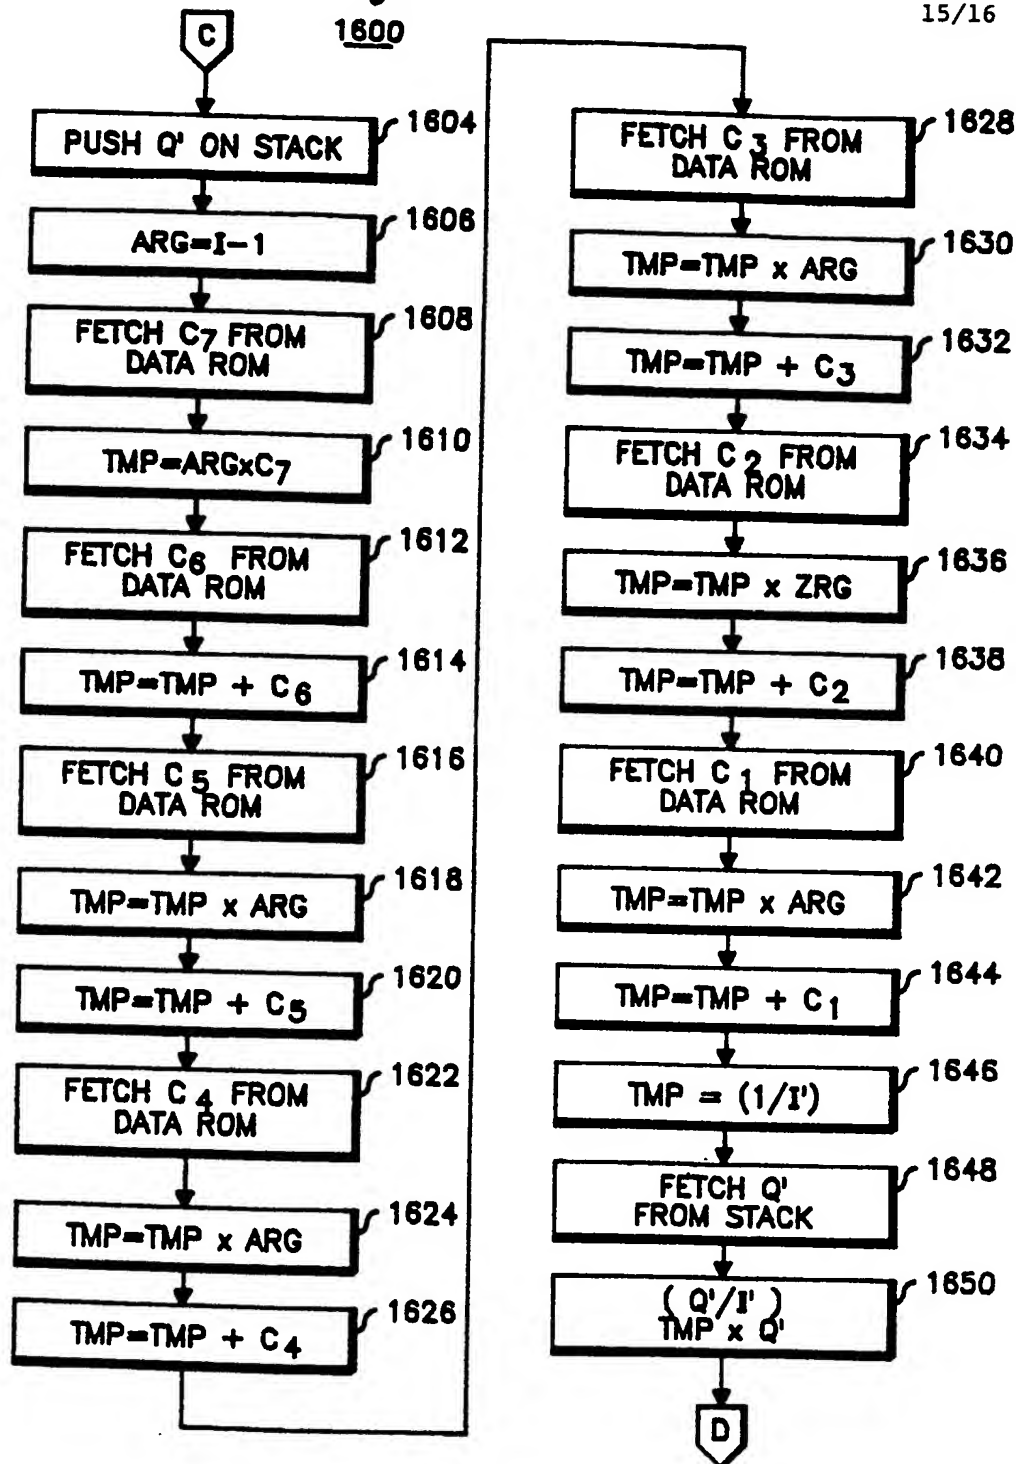 15/16
1600
C
PUSH Q' ON STACK
1604
ARG=I-1
1606
FETCH C7 FROM
DATA ROM
1608
TMP=ARGxC7
1610
FETCH C6 FROM
DATA ROM
1612
TMP=TMP + C6
1614
FETCH C5 FROM
DATA ROM
1616
TMP=TMP x ARG
1618
TMP=TMP + C5
1620
FETCH C4 FROM
DATA ROM
1622
TMP=TMP x ARG
1624
TMP=TMP + C4
1626
FETCH C3 FROM
DATA ROM
1628
TMP=TMP x ARG
1630
TMP=TMP + C3
1632
FETCH C2 FROM
DATA ROM
1634
TMP=TMP x ZRG
1636
TMP=TMP + C2
1638
FETCH C1 FROM
DATA ROM
1640
TMP=TMP x ARG
1642
TMP=TMP + C1
1644
TMP = (1/I')
1646
FETCH Q'
FROM STACK
1648
( Q'/I' )
TMP x Q'
1650
D